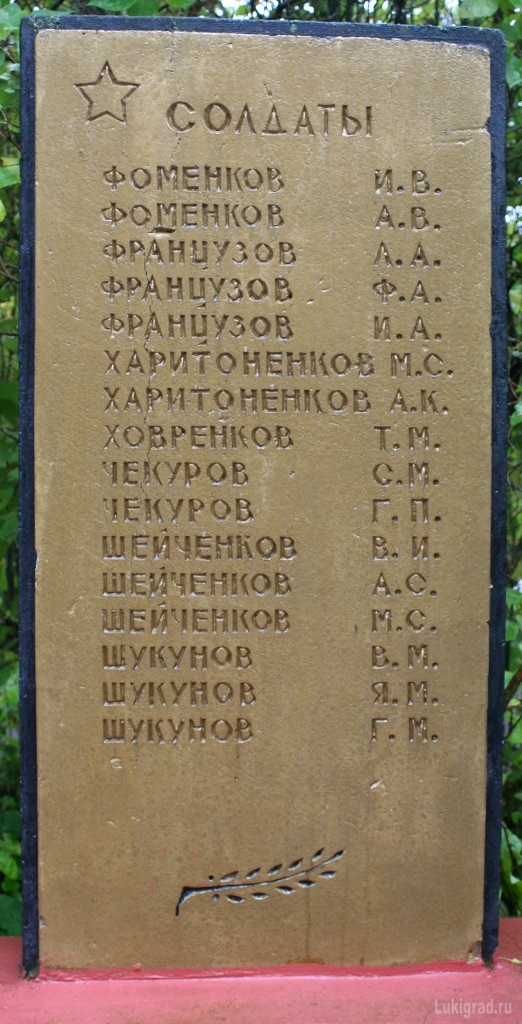 СОЛДАТЫ
ФОМЕНКОВ И.В.
ФОМЕНКОВ А.В.
ФРАНЦУЗОВ Л.А.
ФРАНЦУЗОВ Ф.А.
ФРАНЦУЗОВ И.А.
ХАРИТОНЕНКОВ М.С.
ХАРИТОНЕНКОВ А.К.
ХОВРЕНКОВ Т.М.
ЧЕКУРОВ С.М.
ЧЕКУРОВ Г.П.
ШЕЙЧЕНКОВ В.И.
ШЕЙЧЕНКОВ А.С.
ШЕЙЧЕНКОВ М.С.
ШУКУНОВ В.М.
ШУКУНОВ Я.М.
ШУКУНОВ Г.М.
Lukigrad.ru